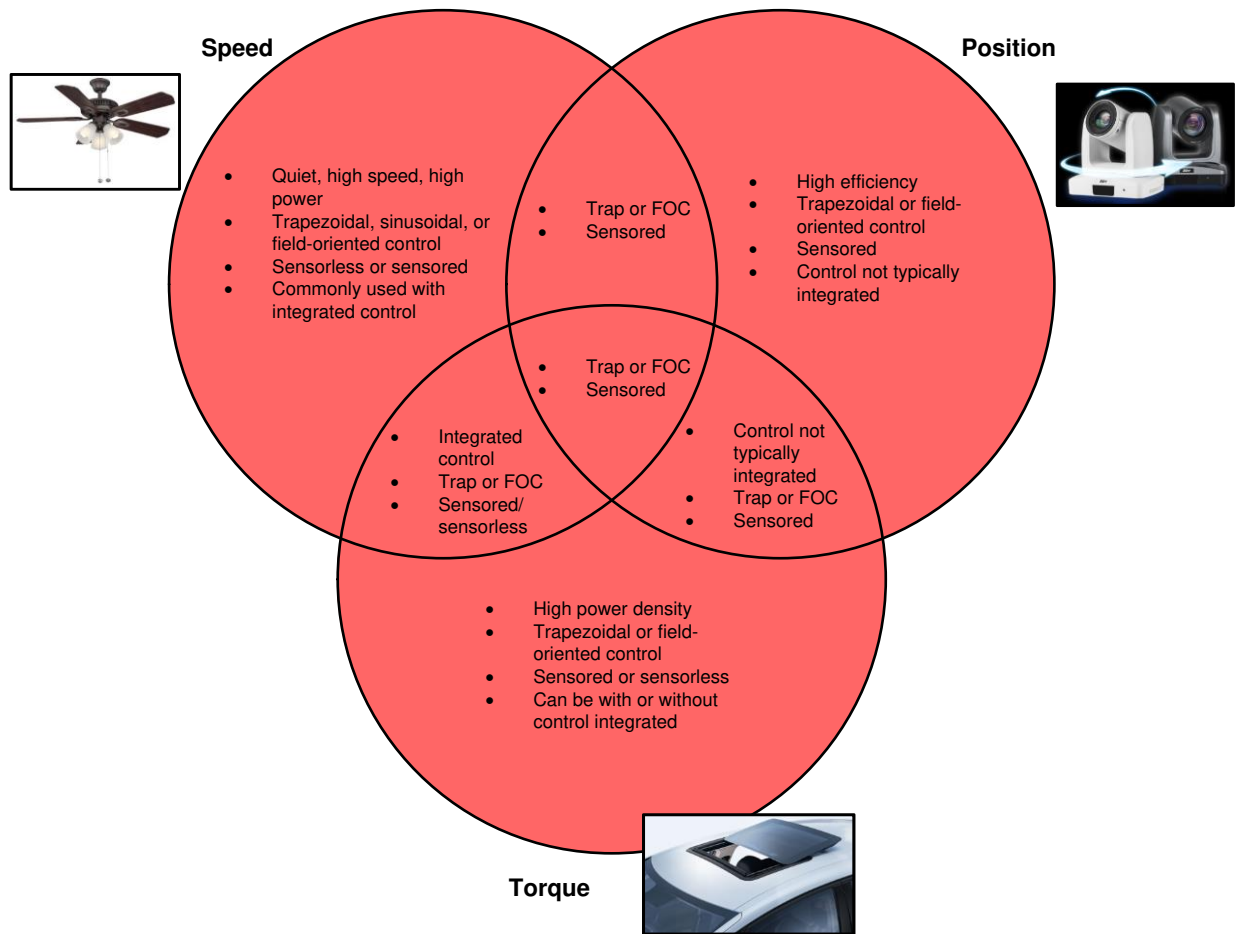 Speed
Position
• Quiet, high speed, high
power
• Trapezoidal, sinusoidal, or
field-oriented control
• Sensorless or sensored
• Commonly used with
integrated control
• Trap or FOC
• Sensored
• High efficiency
• Trapezoidal or field-
oriented control
• Sensored
• Control not typically
integrated
• Trap or FOC
• Sensored
• Integrated
control
• Trap or FOC
• Sensored/
sensorless
• Control not
typically
integrated
• Trap or FOC
• Sensored
• High power density
• Trapezoidal or field-
oriented control
• Sensored or sensorless
• Can be with or without
control integrated
Torque